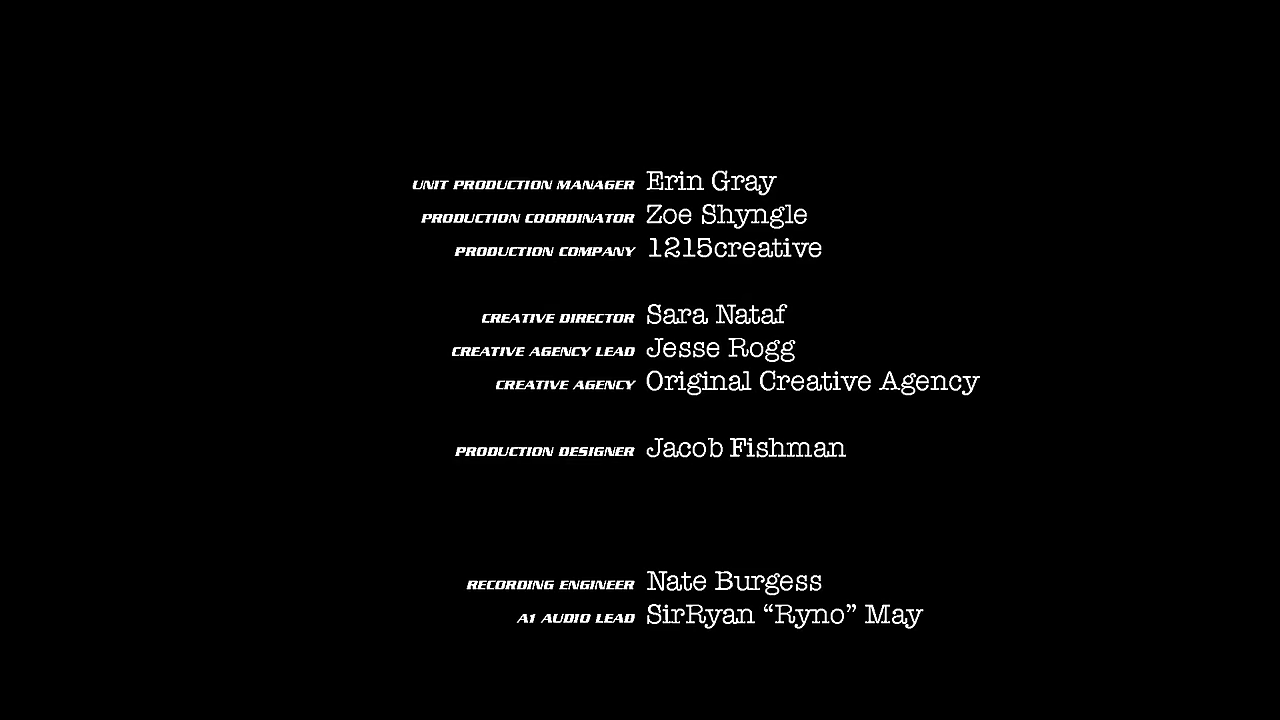 UNIT PRODUCTION MANAGER Erin Gray
PRODUCTION COORDINATOR Zoe Shyngle
PRODUCTION COMPANY 1215creative
CREATIVE DIRECTOR Sara Nataf
CREATIVE AGENCY LEAD Jesse Rogg
CREATIVE AGENCY Original Creative Agency
PRODUCTION DESIGNER Jacob Fishman
RECORDING ENGINEER Nate Burgess
A1 AUDIO LEAD SirRyan “Ryno” May